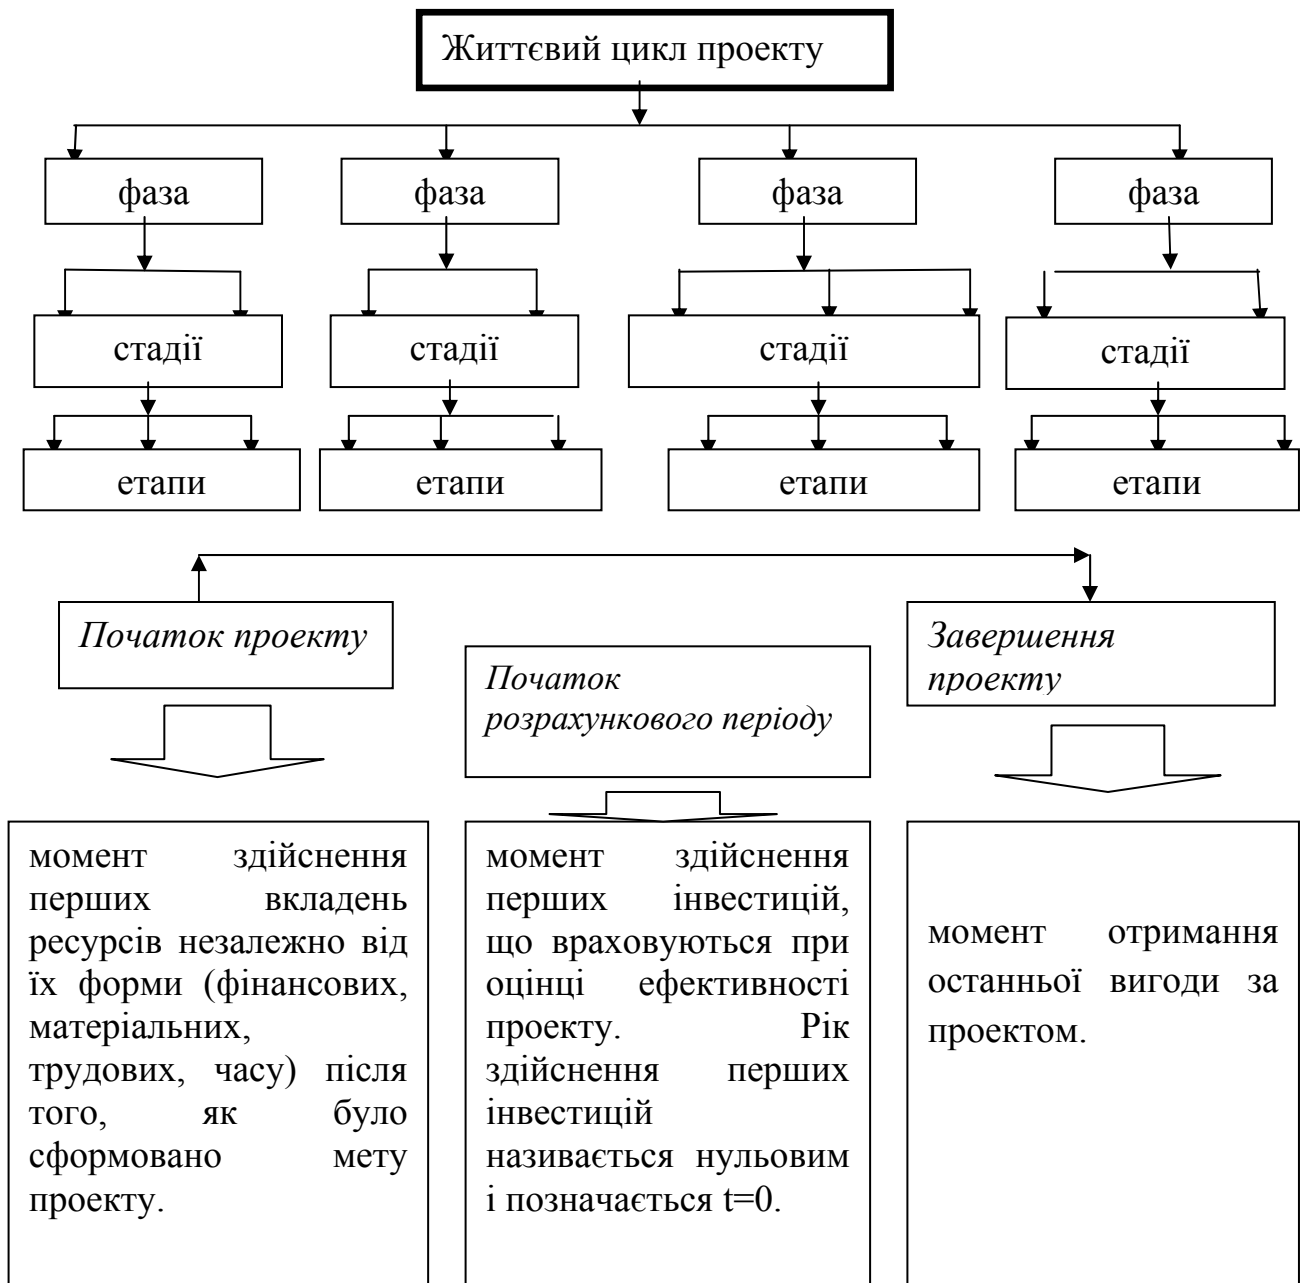 Життєвий цикл проекту
фаза фаза фаза фаза
стадії стадії стадії стадії
етапи етапи етапи етапи
Початок проекту
Початок
розрахункового періоду
Завершення
проекту
момент здійснення
перших вкладень
ресурсів незалежно від
їх форми (фінансових,
матеріальних,
трудових, часу) після
того, як було
сформовано мету
проекту.
момент здійснення
перших інвестицій,
що враховуються при
оцінці ефективності
проекту. Рік
здійснення перших
інвестицій
називається нульовим
і позначається t=0.
момент отримання
останньої вигоди за
проектом.